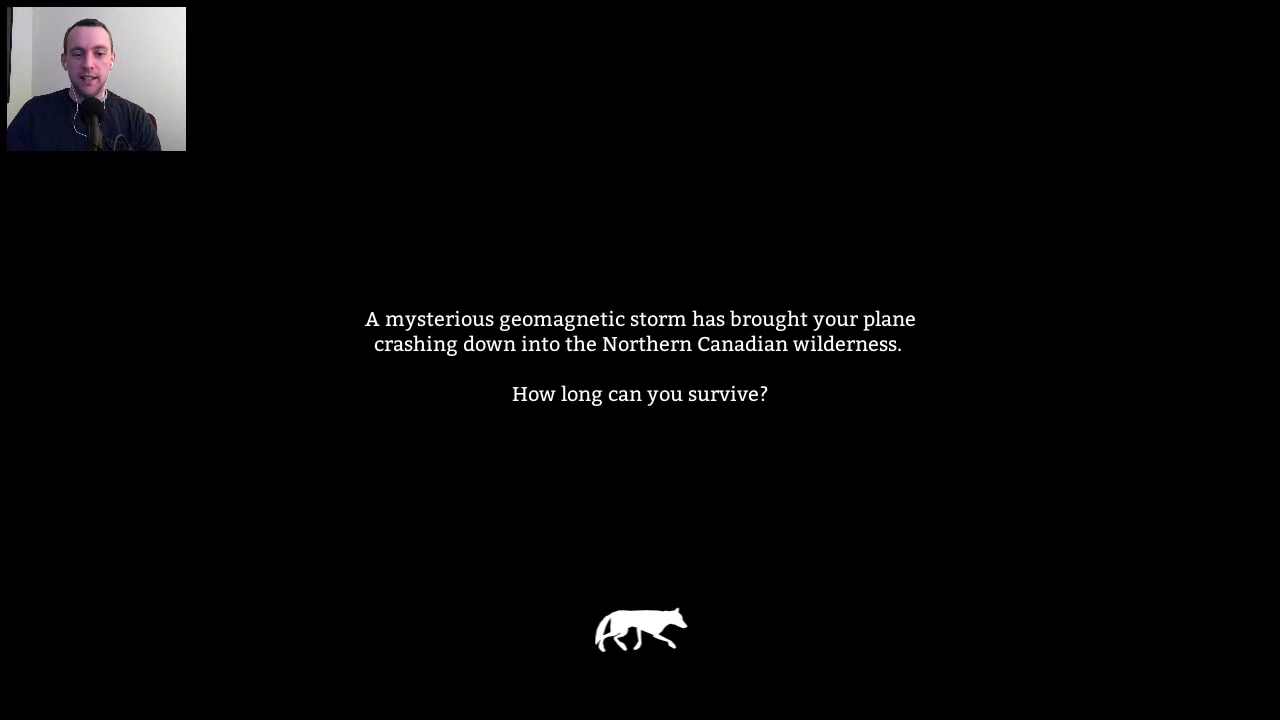 A mysterious geomagnetic storm has brought your plane
crashing down into the Northern Canadian wilderness.
How long can you survive?